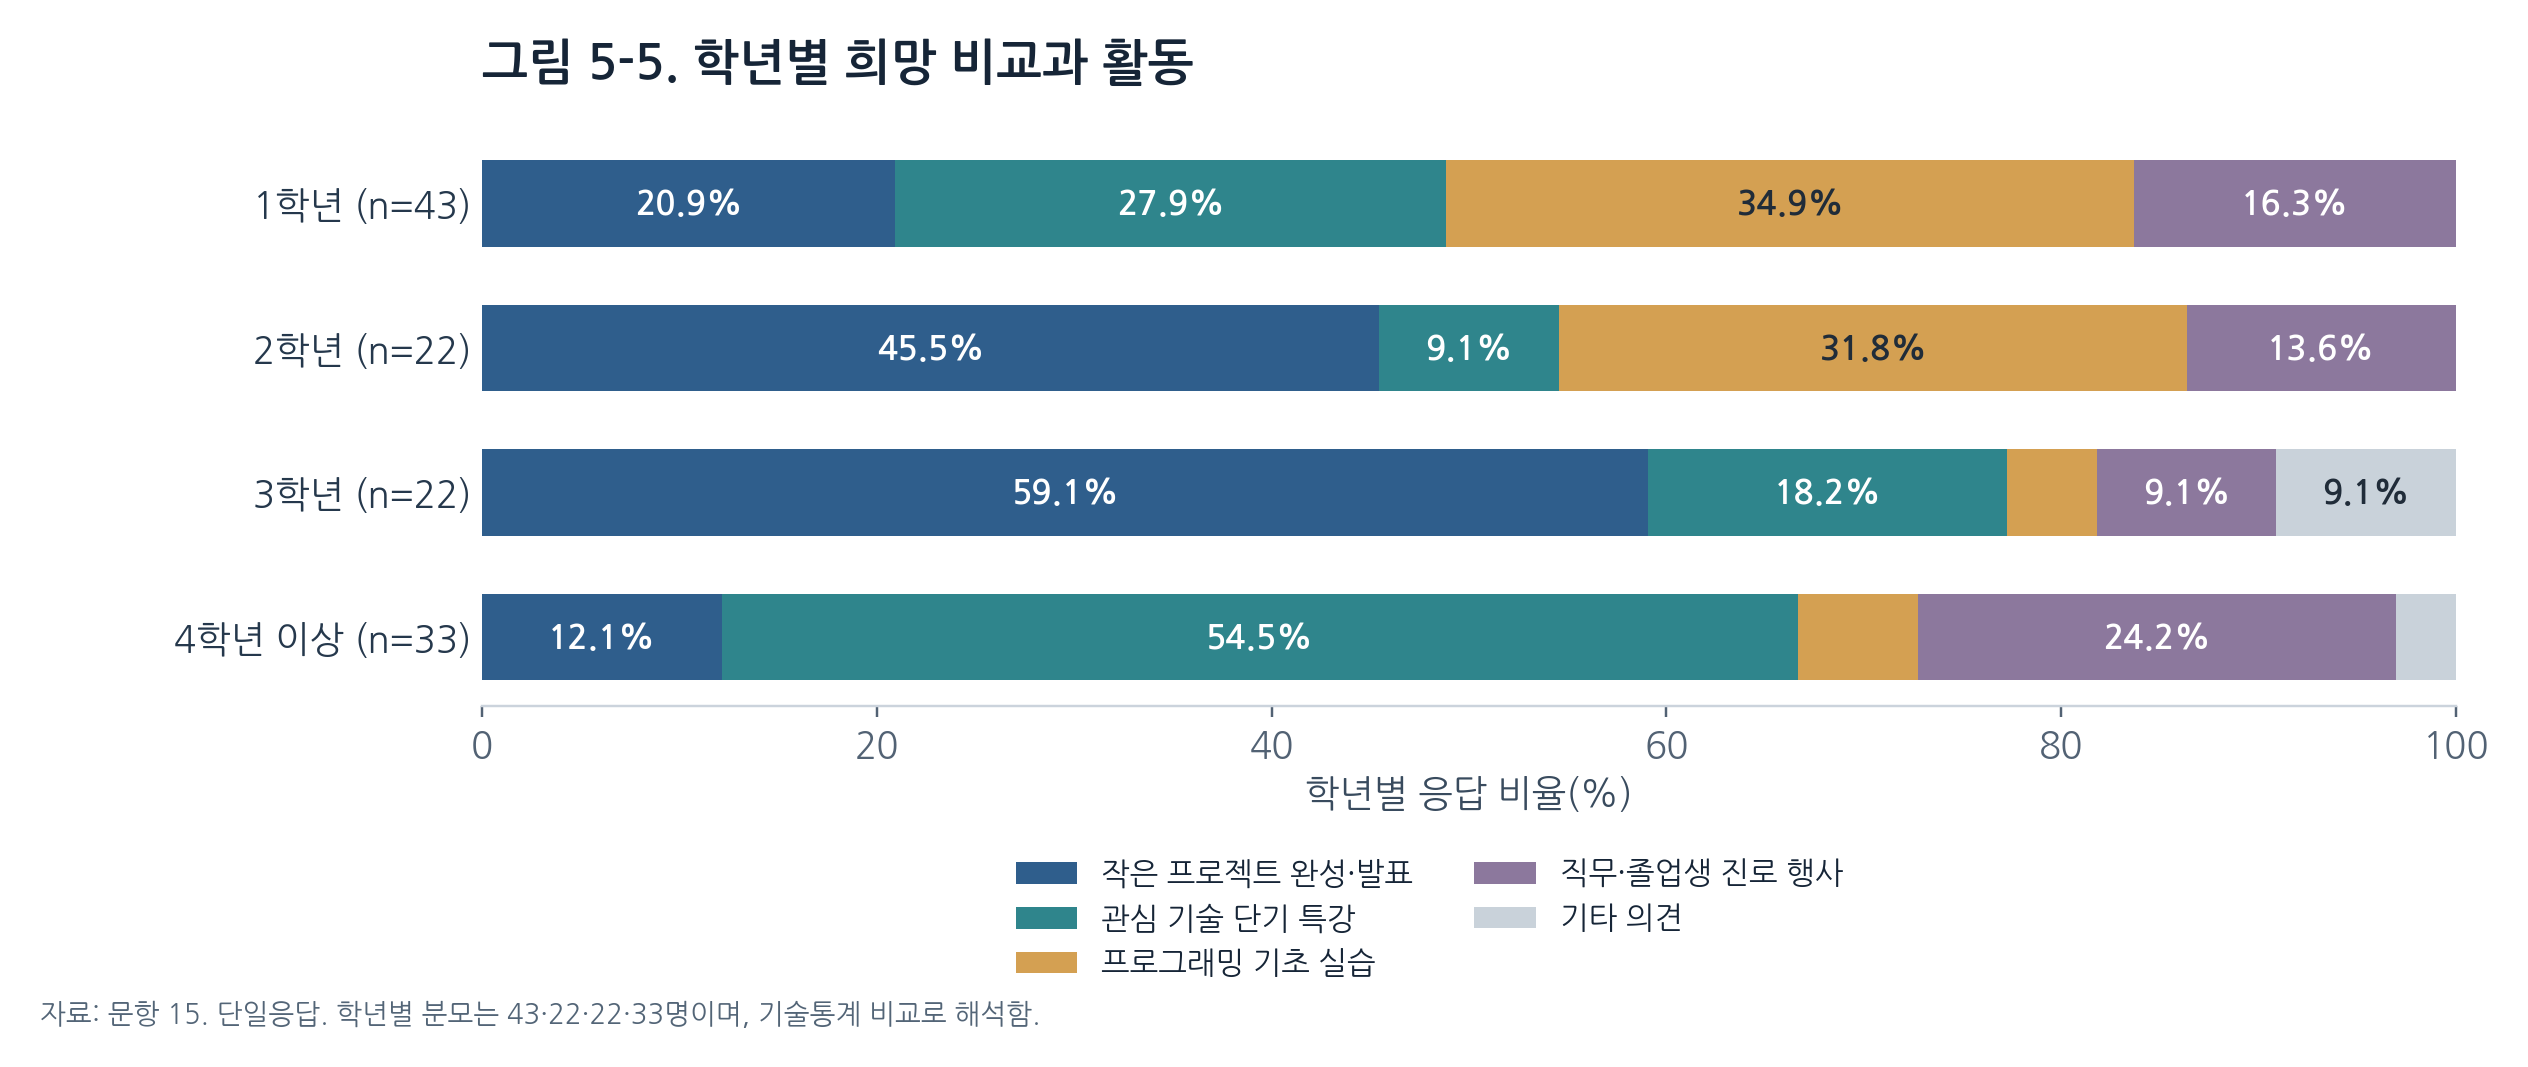 그림 5-5. 학년별 희망 비교과 활동
1학년 (n=43) 20.9% 27.9% 34.9% 16.3%
2학년 (n=22) 45.5% 9.1% 31.8% 13.6%
3학년 (n=22) 59.1% 18.2% 9.1% 9.1%
4학년 이상 (n=33) 12.1% 54.5% 24.2%
0 20 40 60 80 100
학년별 응답 비율(%)
작은 프로젝트 완성·발표
관심 기술 단기 특강
프로그래밍 기초 실습
직무·졸업생 진로 행사
기타 의견
자료: 문항 15. 단일응답. 학년별 분모는 43·22·22·33명이며, 기술통계 비교로 해석함.